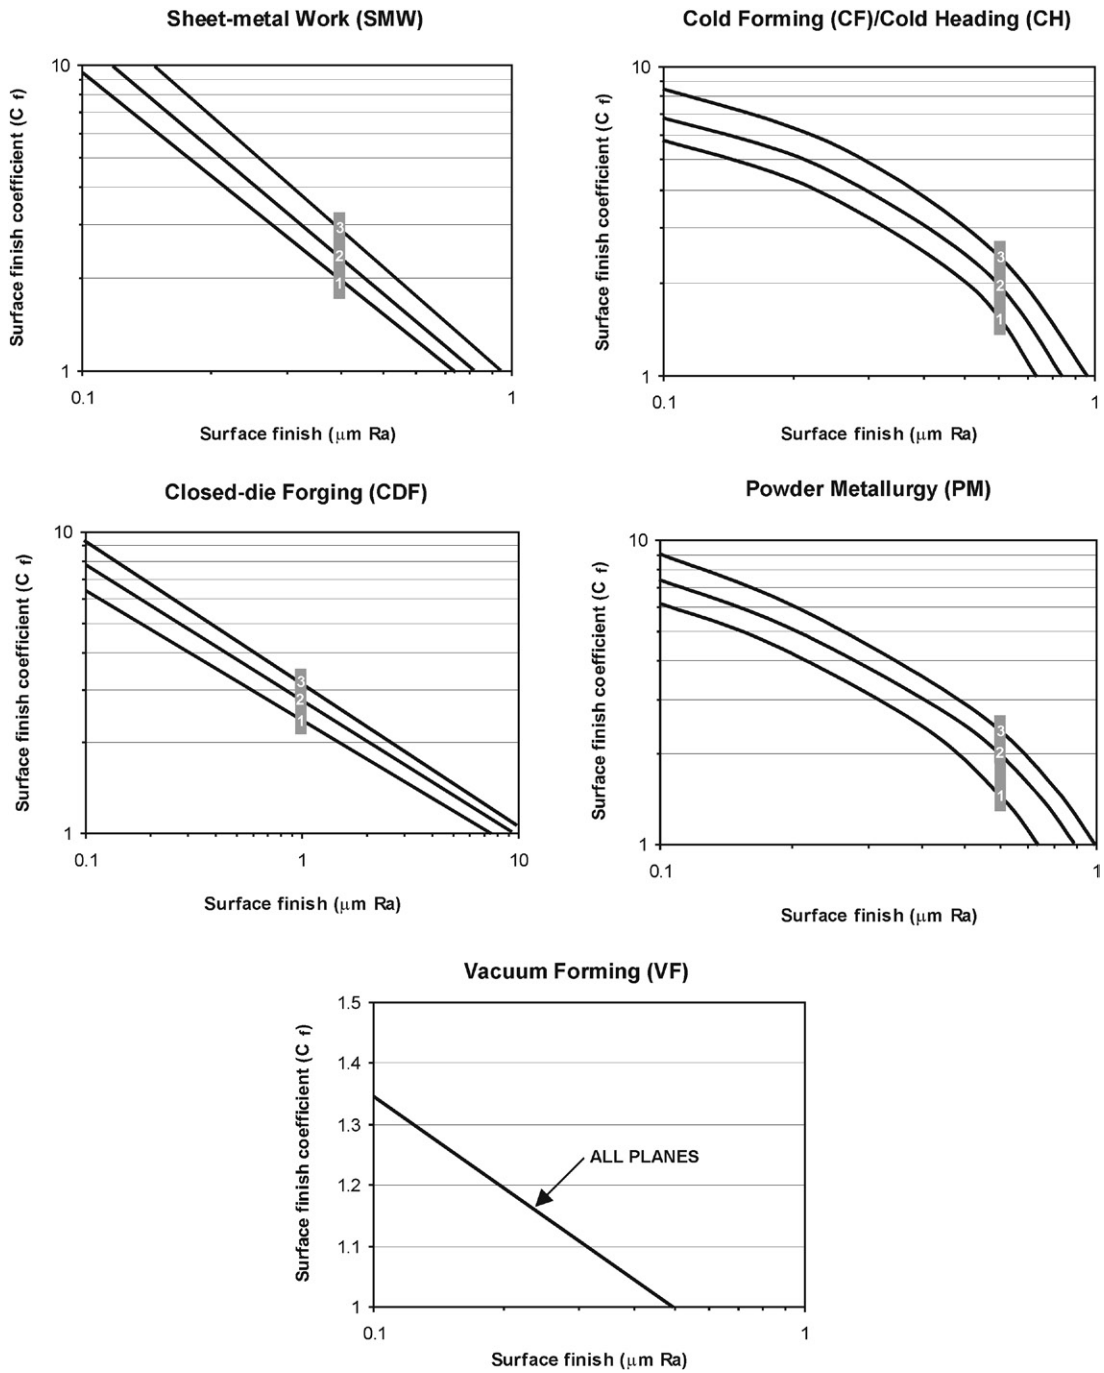 Sheet-metal Work (SMW)
Surface finish coefficient (C f)
10
1
0.1
1
3
2
1
Surface finish (μm Ra)
Cold Forming (CF)/Cold Heading (CH)
Surface finish coefficient (C f)
10
1
0.1
1
3
2
1
Surface finish (μm Ra)
Closed-die Forging (CDF)
Surface finish coefficient (C f)
10
1
0.1
1
10
3
2
1
Surface finish (μm Ra)
Powder Metallurgy (PM)
Surface finish coefficient (C f)
10
1
0.1
1
3
2
1
Surface finish (μm Ra)
Vacuum Forming (VF)
Surface finish coefficient (C f)
1.5
1.4
1.3
1.2
1.1
1
ALL PLANES
0.1
1
Surface finish (μm Ra)